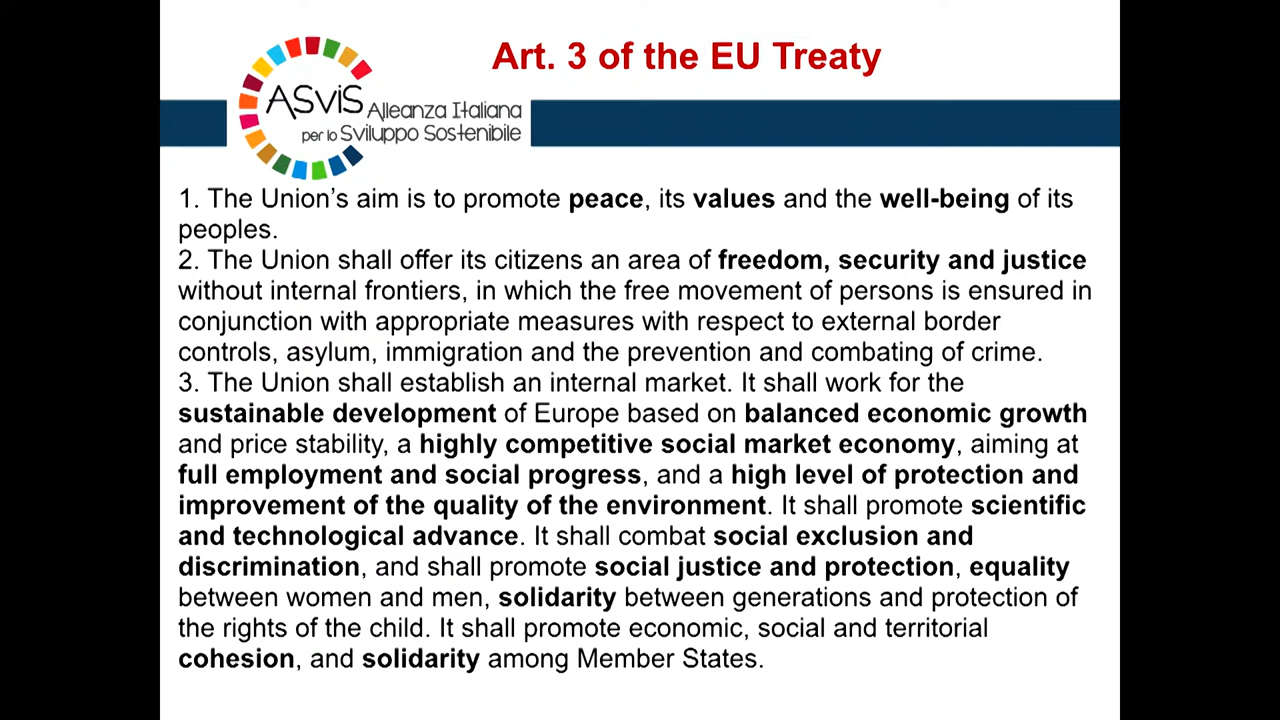 Art. 3 of the EU Treaty
ASviS Alleanza Italiana
per lo Sviluppo Sostenibile
1. The Union’s aim is to promote peace, its values and the well-being of its
peoples.
2. The Union shall offer its citizens an area of freedom, security and justice
without internal frontiers, in which the free movement of persons is ensured in
conjunction with appropriate measures with respect to external border
controls, asylum, immigration and the prevention and combating of crime.
3. The Union shall establish an internal market. It shall work for the
sustainable development of Europe based on balanced economic growth
and price stability, a highly competitive social market economy, aiming at
full employment and social progress, and a high level of protection and
improvement of the quality of the environment. It shall promote scientific
and technological advance. It shall combat social exclusion and
discrimination, and shall promote social justice and protection, equality
between women and men, solidarity between generations and protection of
the rights of the child. It shall promote economic, social and territorial
cohesion, and solidarity among Member States.